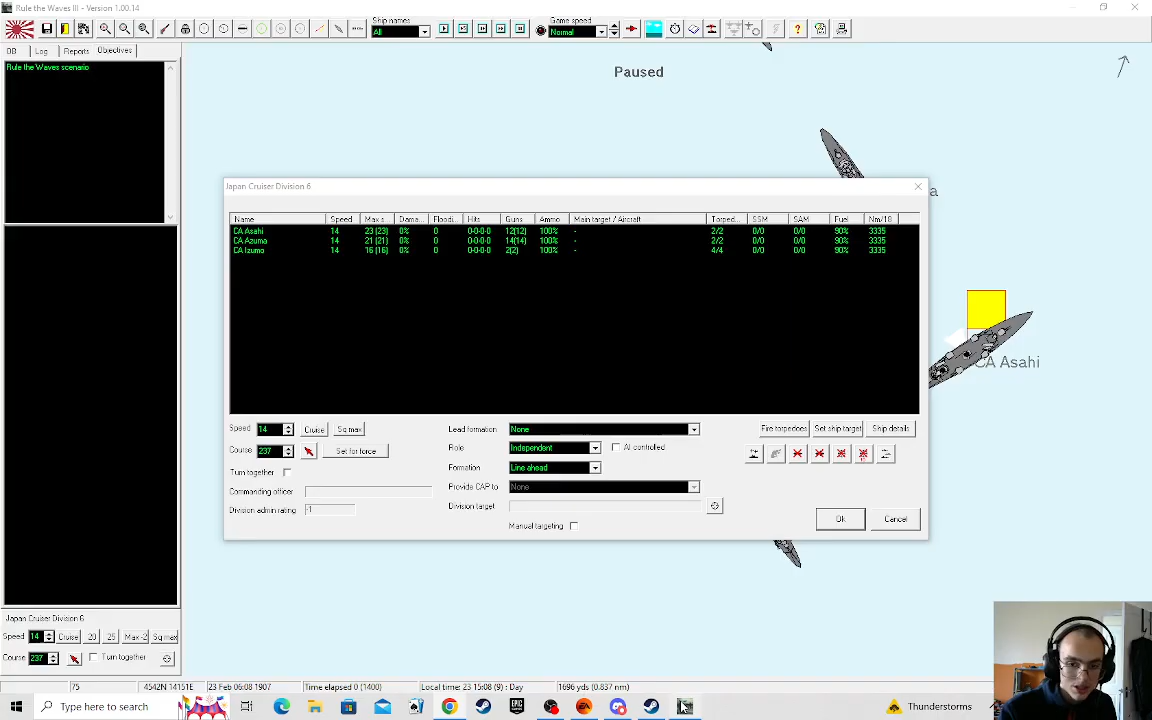 Rule the Waves III - Version 1.00.14
Ship names
All
Game speed
Normal
OB
Log
Reports
Objectives
Rule the Waves scenario
Paused
Japan Cruiser Division 6
Name Speed Max s... Dama... Floodi... Hits Guns Ammo Main target / Aircraft Torped... SSM SAM Fuel Nm/18
CA Asahi 14 23 (23) 0% 0 0-0-0-0 12(12) 100% - 2/2 0/0 0/0 90% 3335
CA Azuma 14 21 (21) 0% 0 0-0-0-0 14(14) 100% - 2/2 0/0 0/0 90% 3335
CA Izumo 14 16 (16) 0% 0 0-0-0-0 2(2) 100% - 4/4 0/0 0/0 90% 3335
CA Asahi
Speed 14 Cruise Sq max
Course 237 Set for force
Turn together
Commanding officer
Division admin rating -1
Lead formation None
Role Independent AI controlled
Formation Line ahead
Provide CAP to None
Division target
Manual targeting
Fire torpedoes Set ship target Ship details
Ok Cancel
Japan Cruiser Division 6
Speed 14 Cruise 20 25 Max -2 Sq max
Course 237 Turn together
75 4542N 14151E 23 Feb 06:08 1907 Time elapsed 0 (1400) Local time: 23 15:08 (9) : Day 1696 yds (0.837 nm)
Type here to search
Thunderstorms